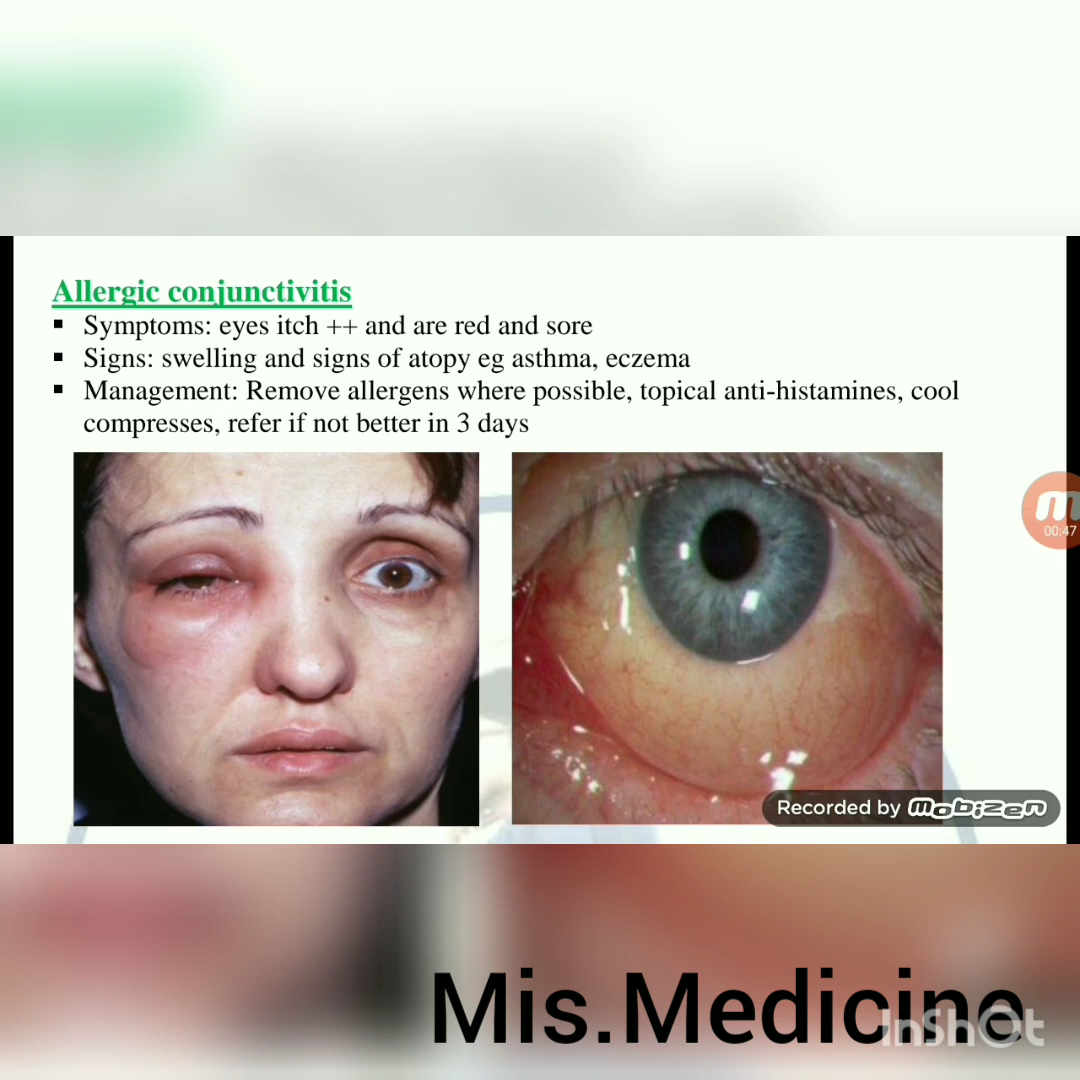 Allergic conjunctivitis
▪ Symptoms: eyes itch ++ and are red and sore
▪ Signs: swelling and signs of atopy eg asthma, eczema
▪ Management: Remove allergens where possible, topical anti-histamines, cool
compresses, refer if not better in 3 days
m
00:47
Recorded by mobizen
Mis.Medicine
InShOt